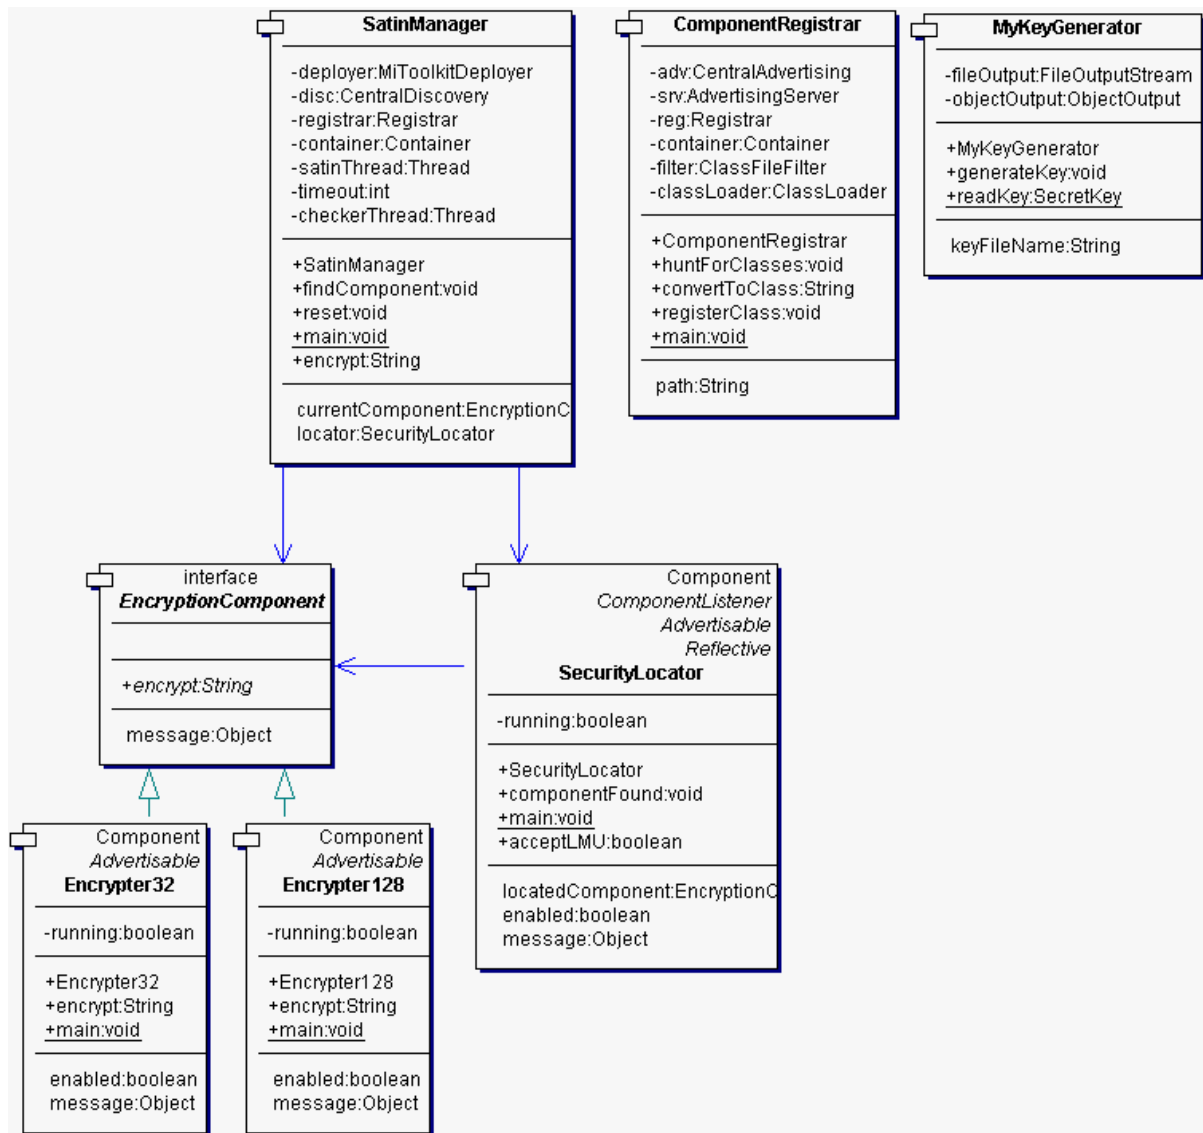 SatinManager
-deployer:MiToolkitDeployer
-disc:CentralDiscovery
-registrar:Registrar
-container:Container
-satinThread:Thread
-timeout:int
-checkerThread:Thread
+SatinManager
+findComponent:void
+reset:void
+main:void
+encrypt:String
currentComponent:EncryptionC
locator:SecurityLocator
ComponentRegistrar
-adv:CentralAdvertising
-srv:AdvertisingServer
-reg:Registrar
-container:Container
-filter:ClassFileFilter
-classLoader:ClassLoader
+ComponentRegistrar
+huntForClasses:void
+convertToClass:String
+registerClass:void
+main:void
path:String
MyKeyGenerator
-fileOutput:FileOutputStream
-objectOutput:ObjectOutput
+MyKeyGenerator
+generateKey:void
+readKey:SecretKey
keyFileName:String
interface
EncryptionComponent
+encrypt:String
message:Object
Component
ComponentListener
Advertisable
Reflective
SecurityLocator
-running:boolean
+SecurityLocator
+componentFound:void
+main:void
+acceptLMU:boolean
locatedComponent:EncryptionC
enabled:boolean
message:Object
Component
Advertisable
Encrypter32
-running:boolean
+Encrypter32
+encrypt:String
+main:void
enabled:boolean
message:Object
Component
Advertisable
Encrypter128
-running:boolean
+Encrypter128
+encrypt:String
+main:void
enabled:boolean
message:Object